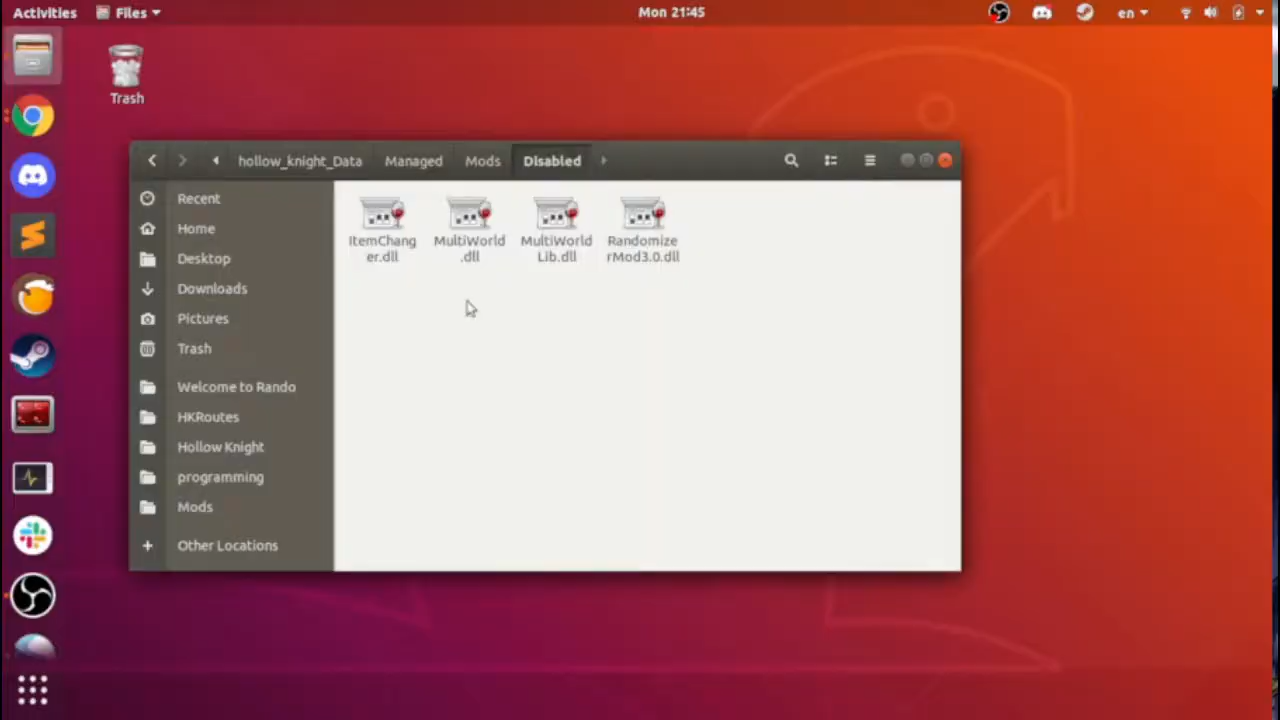 Activities Files Mon 21:45 en
Trash
hollow_knight_Data Managed Mods Disabled
Recent
Home
Desktop
Downloads
Pictures
Trash
Welcome to Rando
HKRoutes
Hollow Knight
programming
Mods
Other Locations
ItemChang
er.dll
MultiWorld
.dll
MultiWorld
Lib.dll
Randomize
rMod3.0.dll